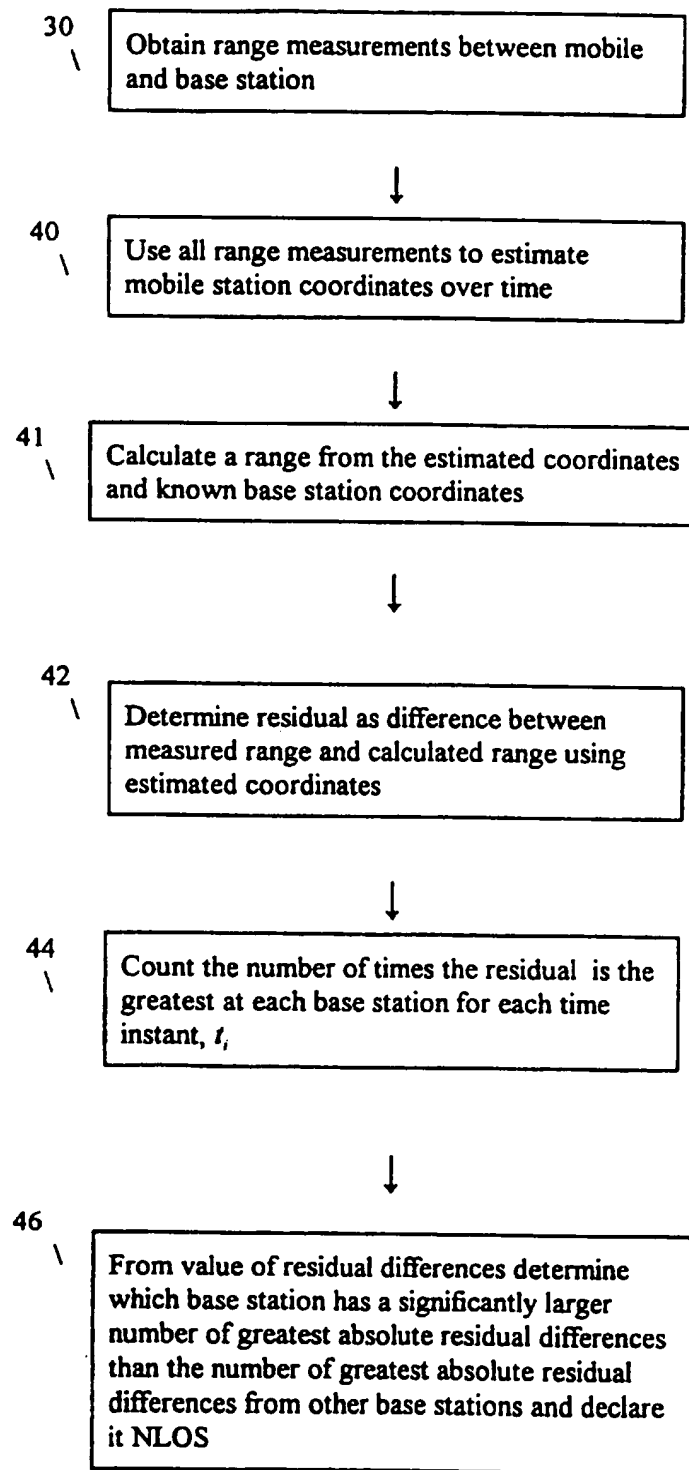 30
Obtain range measurements between mobile
and base station
40
Use all range measurements to estimate
mobile station coordinates over time
41
Calculate a range from the estimated coordinates
and known base station coordinates
42
Determine residual as difference between
measured range and calculated range using
estimated coordinates
44
Count the number of times the residual is the
greatest at each base station for each time
instant, tᵢ
46
From value of residual differences determine
which base station has a significantly larger
number of greatest absolute residual differences
than the number of greatest absolute residual
differences from other base stations and declare
it NLOS